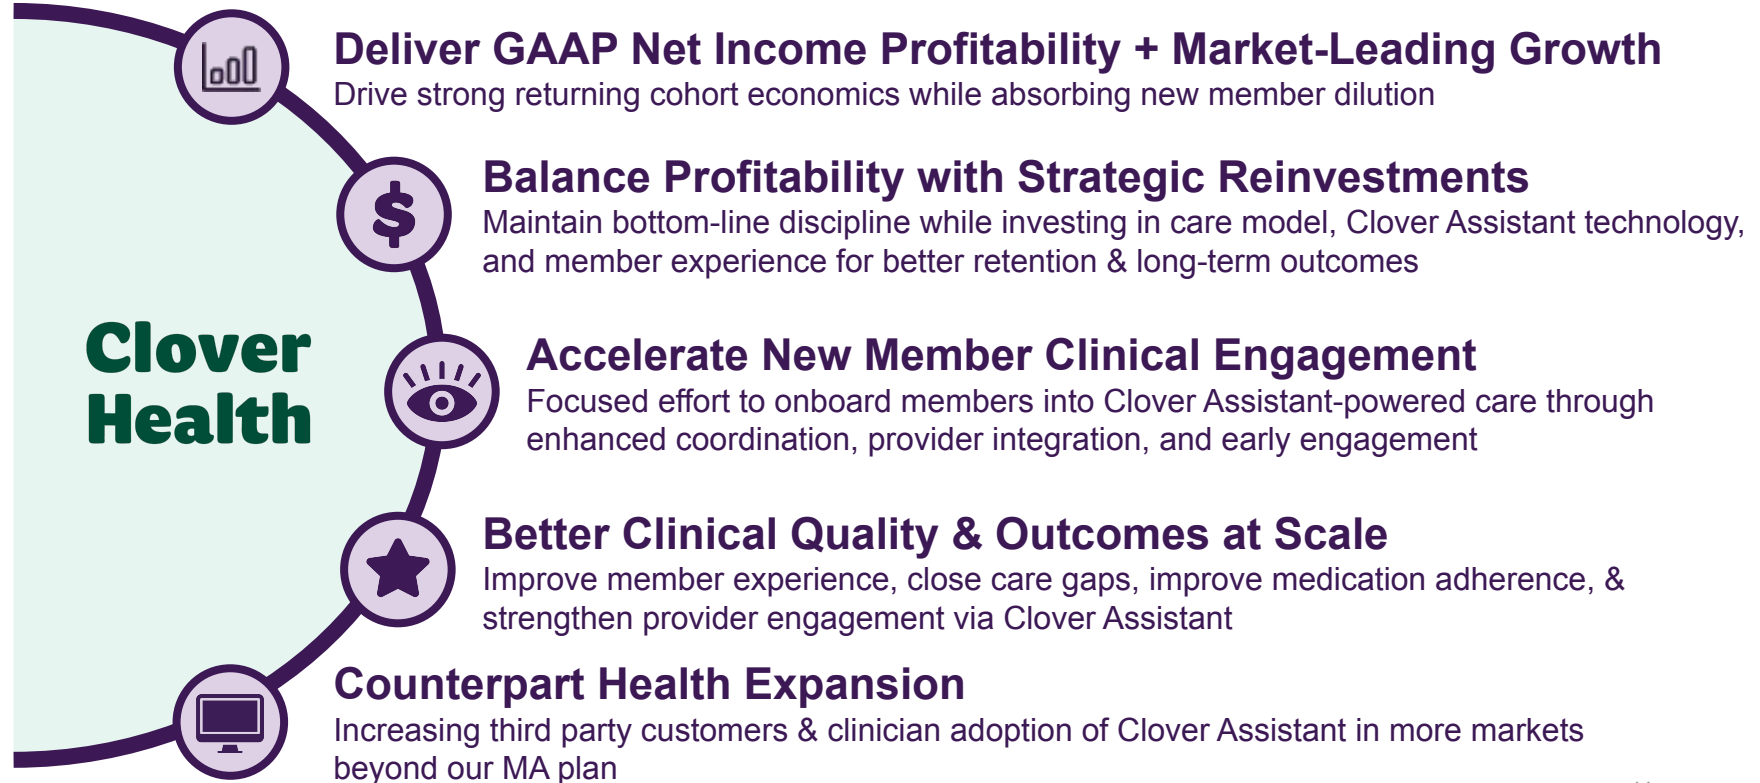 Deliver GAAP Net Income Profitability + Market-Leading Growth
Drive strong returning cohort economics while absorbing new member dilution
Balance Profitability with Strategic Reinvestments
Maintain bottom-line discipline while investing in care model, Clover Assistant technology,
and member experience for better retention & long-term outcomes
Clover
Health
Accelerate New Member Clinical Engagement
Focused effort to onboard members into Clover Assistant-powered care through
enhanced coordination, provider integration, and early engagement
Better Clinical Quality & Outcomes at Scale
Improve member experience, close care gaps, improve medication adherence, &
strengthen provider engagement via Clover Assistant
Counterpart Health Expansion
Increasing third party customers & clinician adoption of Clover Assistant in more markets
beyond our MA plan